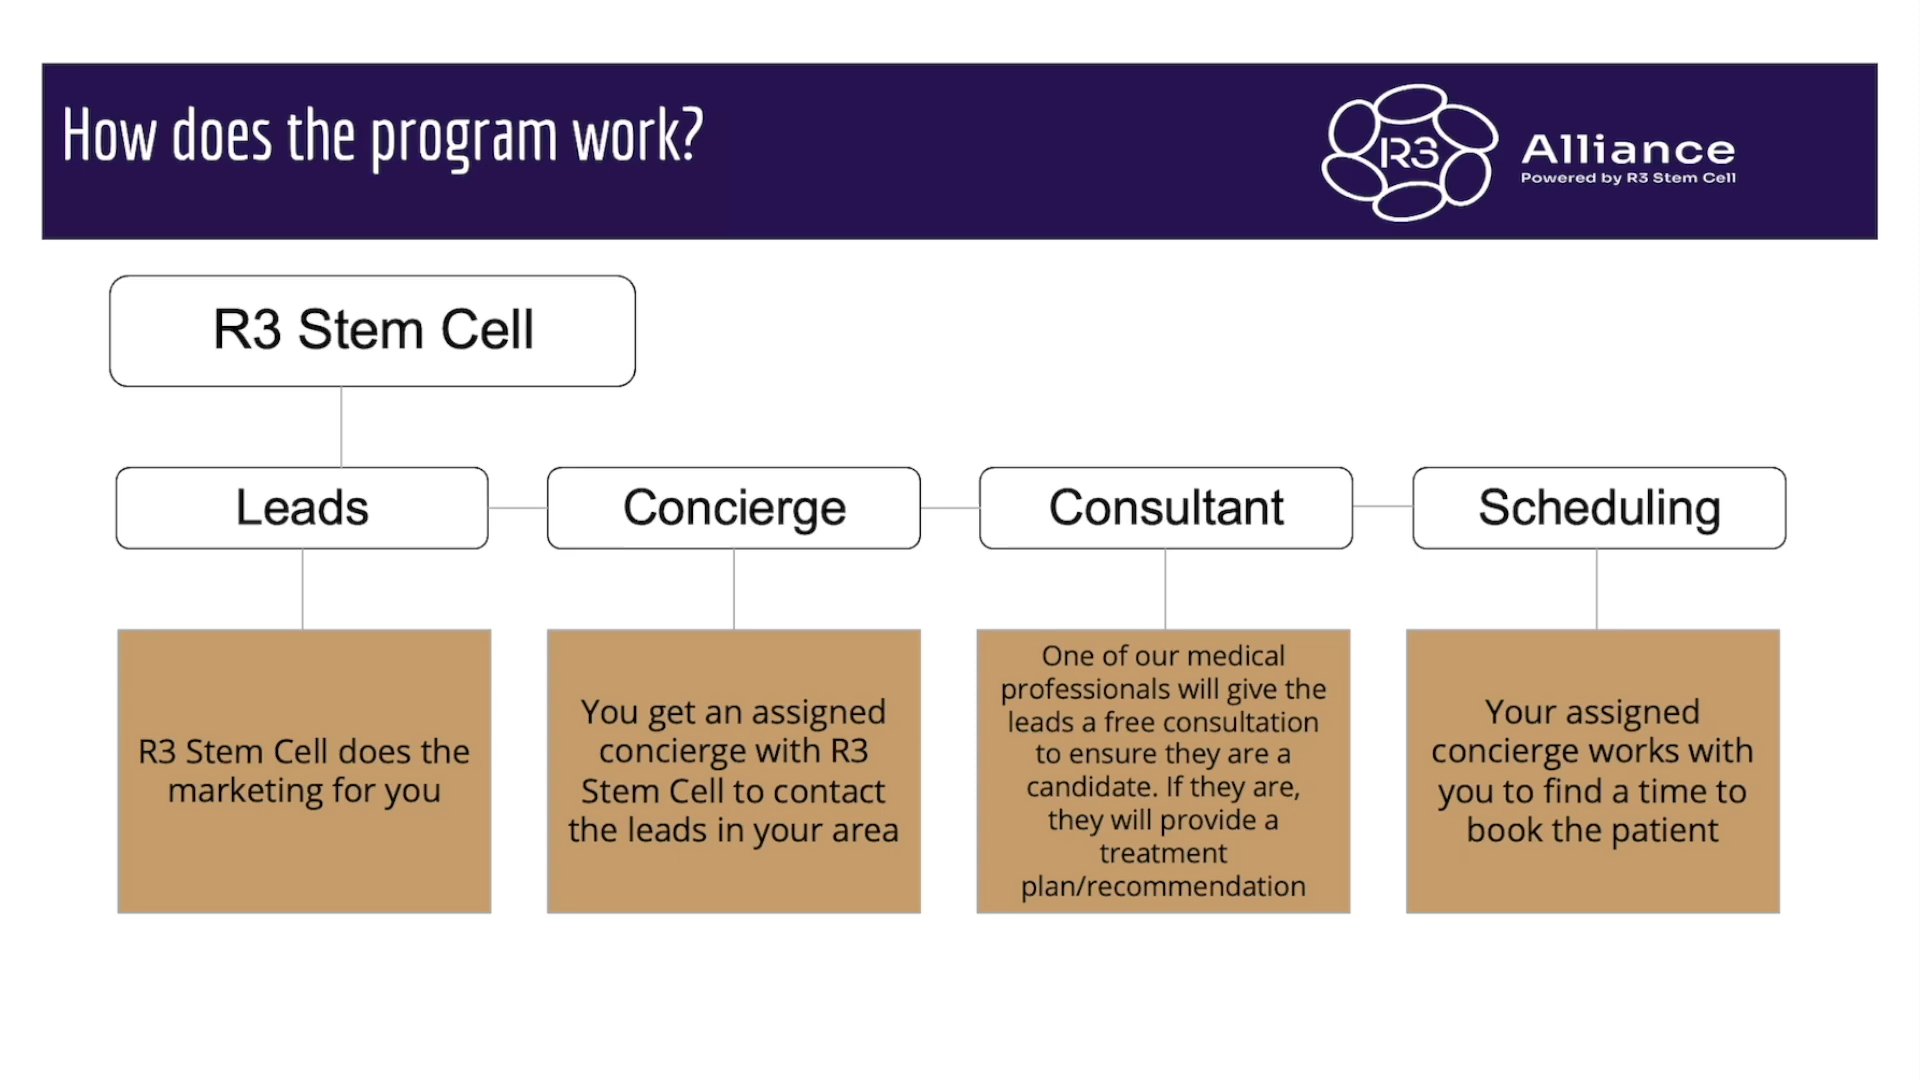 How does the program work?
R3
Alliance
Powered by R3 Stem Cell
R3 Stem Cell
Leads
Concierge
Consultant
Scheduling
R3 Stem Cell does the
marketing for you
You get an assigned
concierge with R3
Stem Cell to contact
the leads in your area
One of our medical
professionals will give the
leads a free consultation
to ensure they are a
candidate. If they are,
they will provide a
treatment
plan/recommendation
Your assigned
concierge works with
you to find a time to
book the patient